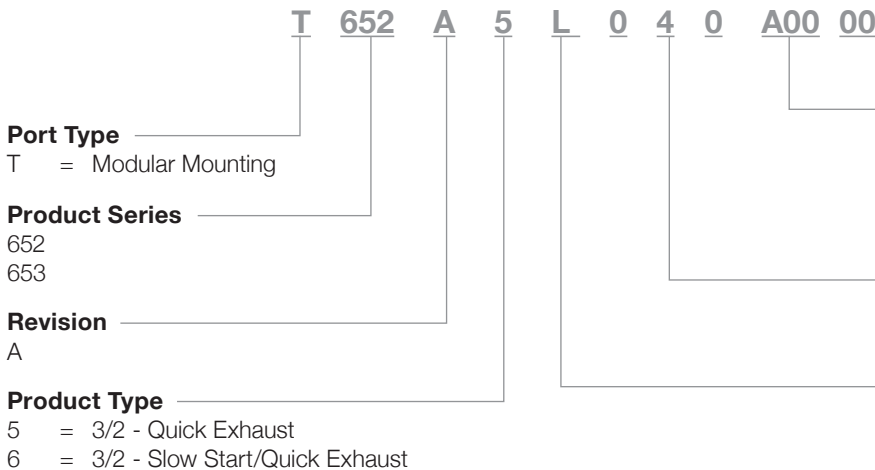 T 652 A 5 L 0 4 0 A00 00
Port Type
T = Modular Mounting
Product Series
652
653
Revision
A
Product Type
5 = 3/2 - Quick Exhaust
6 = 3/2 - Slow Start/Quick Exhaust